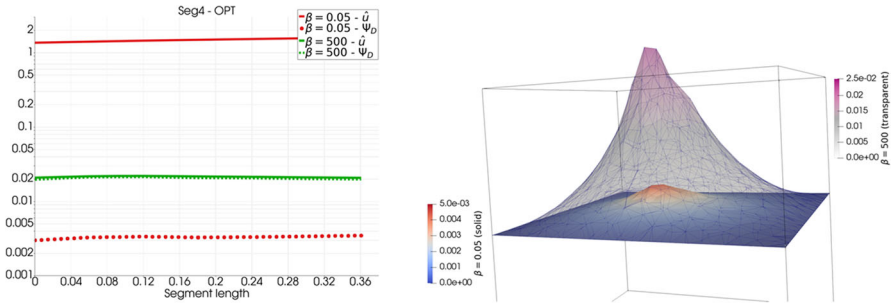 Seg4 - OPT
β = 0.05 - û
β = 0.05 - Ψ_D
β = 500 - û
β = 500 - Ψ_D
2
1
0.5
0.2
0.1
0.05
0.02
0.01
0.005
0.002
0.001
0 0.04 0.08 0.12 0.16 0.20 0.24 0.28 0.32 0.36
Segment length
5.0e-03
0.004
0.003
0.002
0.001
0.0e+00
β = 0.05 (solid)
2.5e-02
0.02
0.015
0.01
0.005
0.0e+00
β = 500 (transparent)